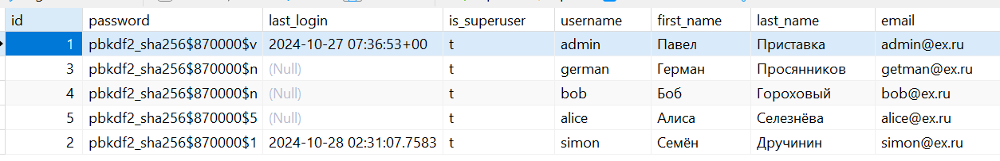 id password last_login is_superuser username first_name last_name email
1 pbkdf2_sha256$870000$v 2024-10-27 07:36:53+00 t admin Павел Приставка admin@ex.ru
3 pbkdf2_sha256$870000$n (Null) t german Герман Просянников getman@ex.ru
4 pbkdf2_sha256$870000$n (Null) t bob Боб Гороховый bob@ex.ru
5 pbkdf2_sha256$870000$5 (Null) t alice Алиса Селезнёва alice@ex.ru
2 pbkdf2_sha256$870000$1 2024-10-28 02:31:07.7583 t simon Семён Дручинин simon@ex.ru